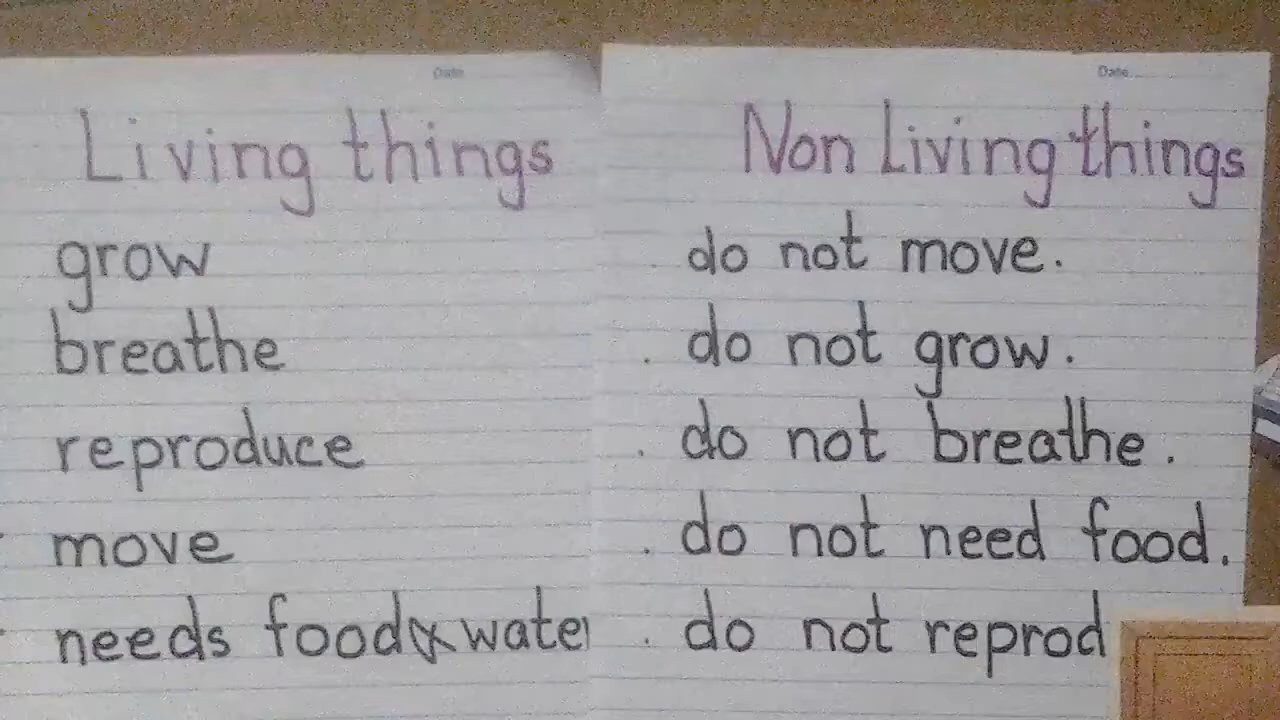 Date
Living things
grow
breathe
reproduce
move
needs food & wate
Date
Non Living things
do not move.
. do not grow.
. do not breathe.
. do not need food.
. do not reprod